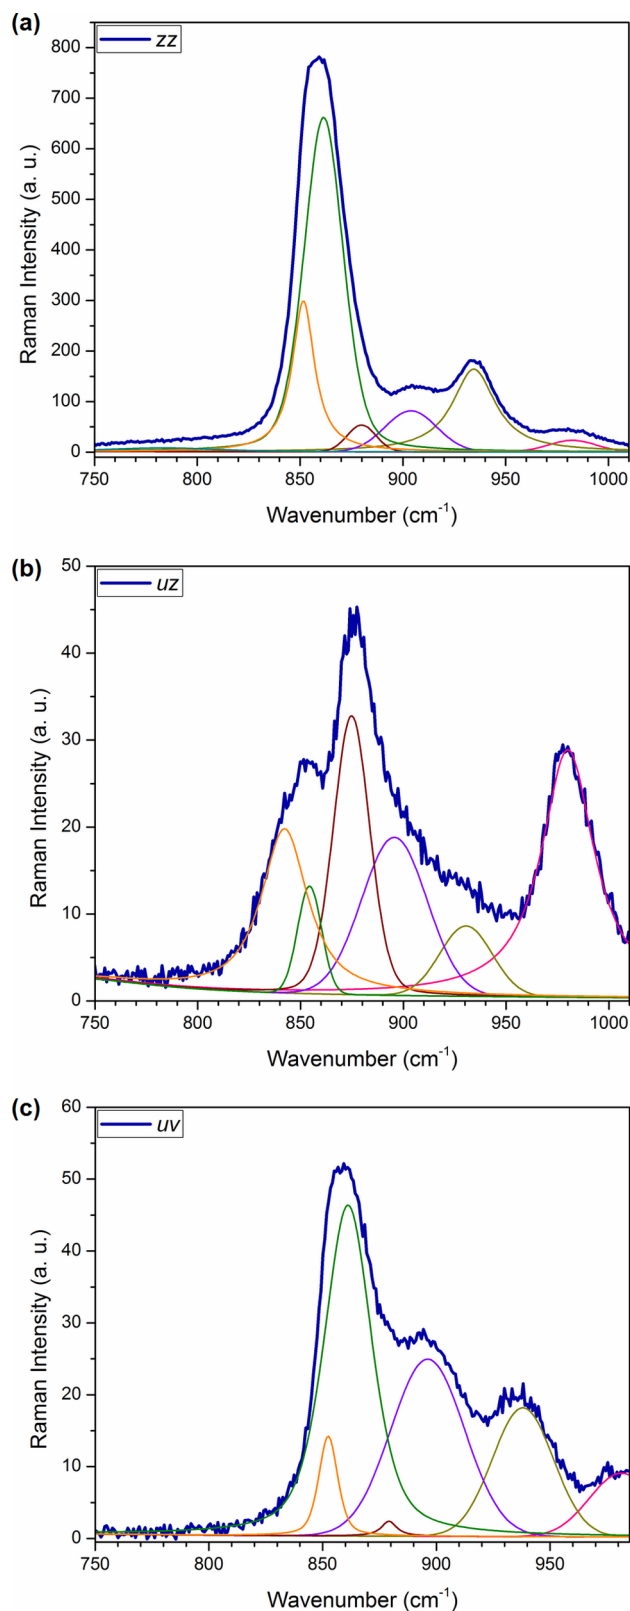 (a)
zz
800
700
600
500
400
300
200
100
0
Raman Intensity (a. u.)
750 800 850 900 950 1000
Wavenumber (cm⁻¹)
(b)
uz
50
40
30
20
10
0
Raman Intensity (a. u.)
750 800 850 900 950 1000
Wavenumber (cm⁻¹)
(c)
uv
60
50
40
30
20
10
0
Raman Intensity (a. u.)
750 800 850 900 950
Wavenumber (cm⁻¹)